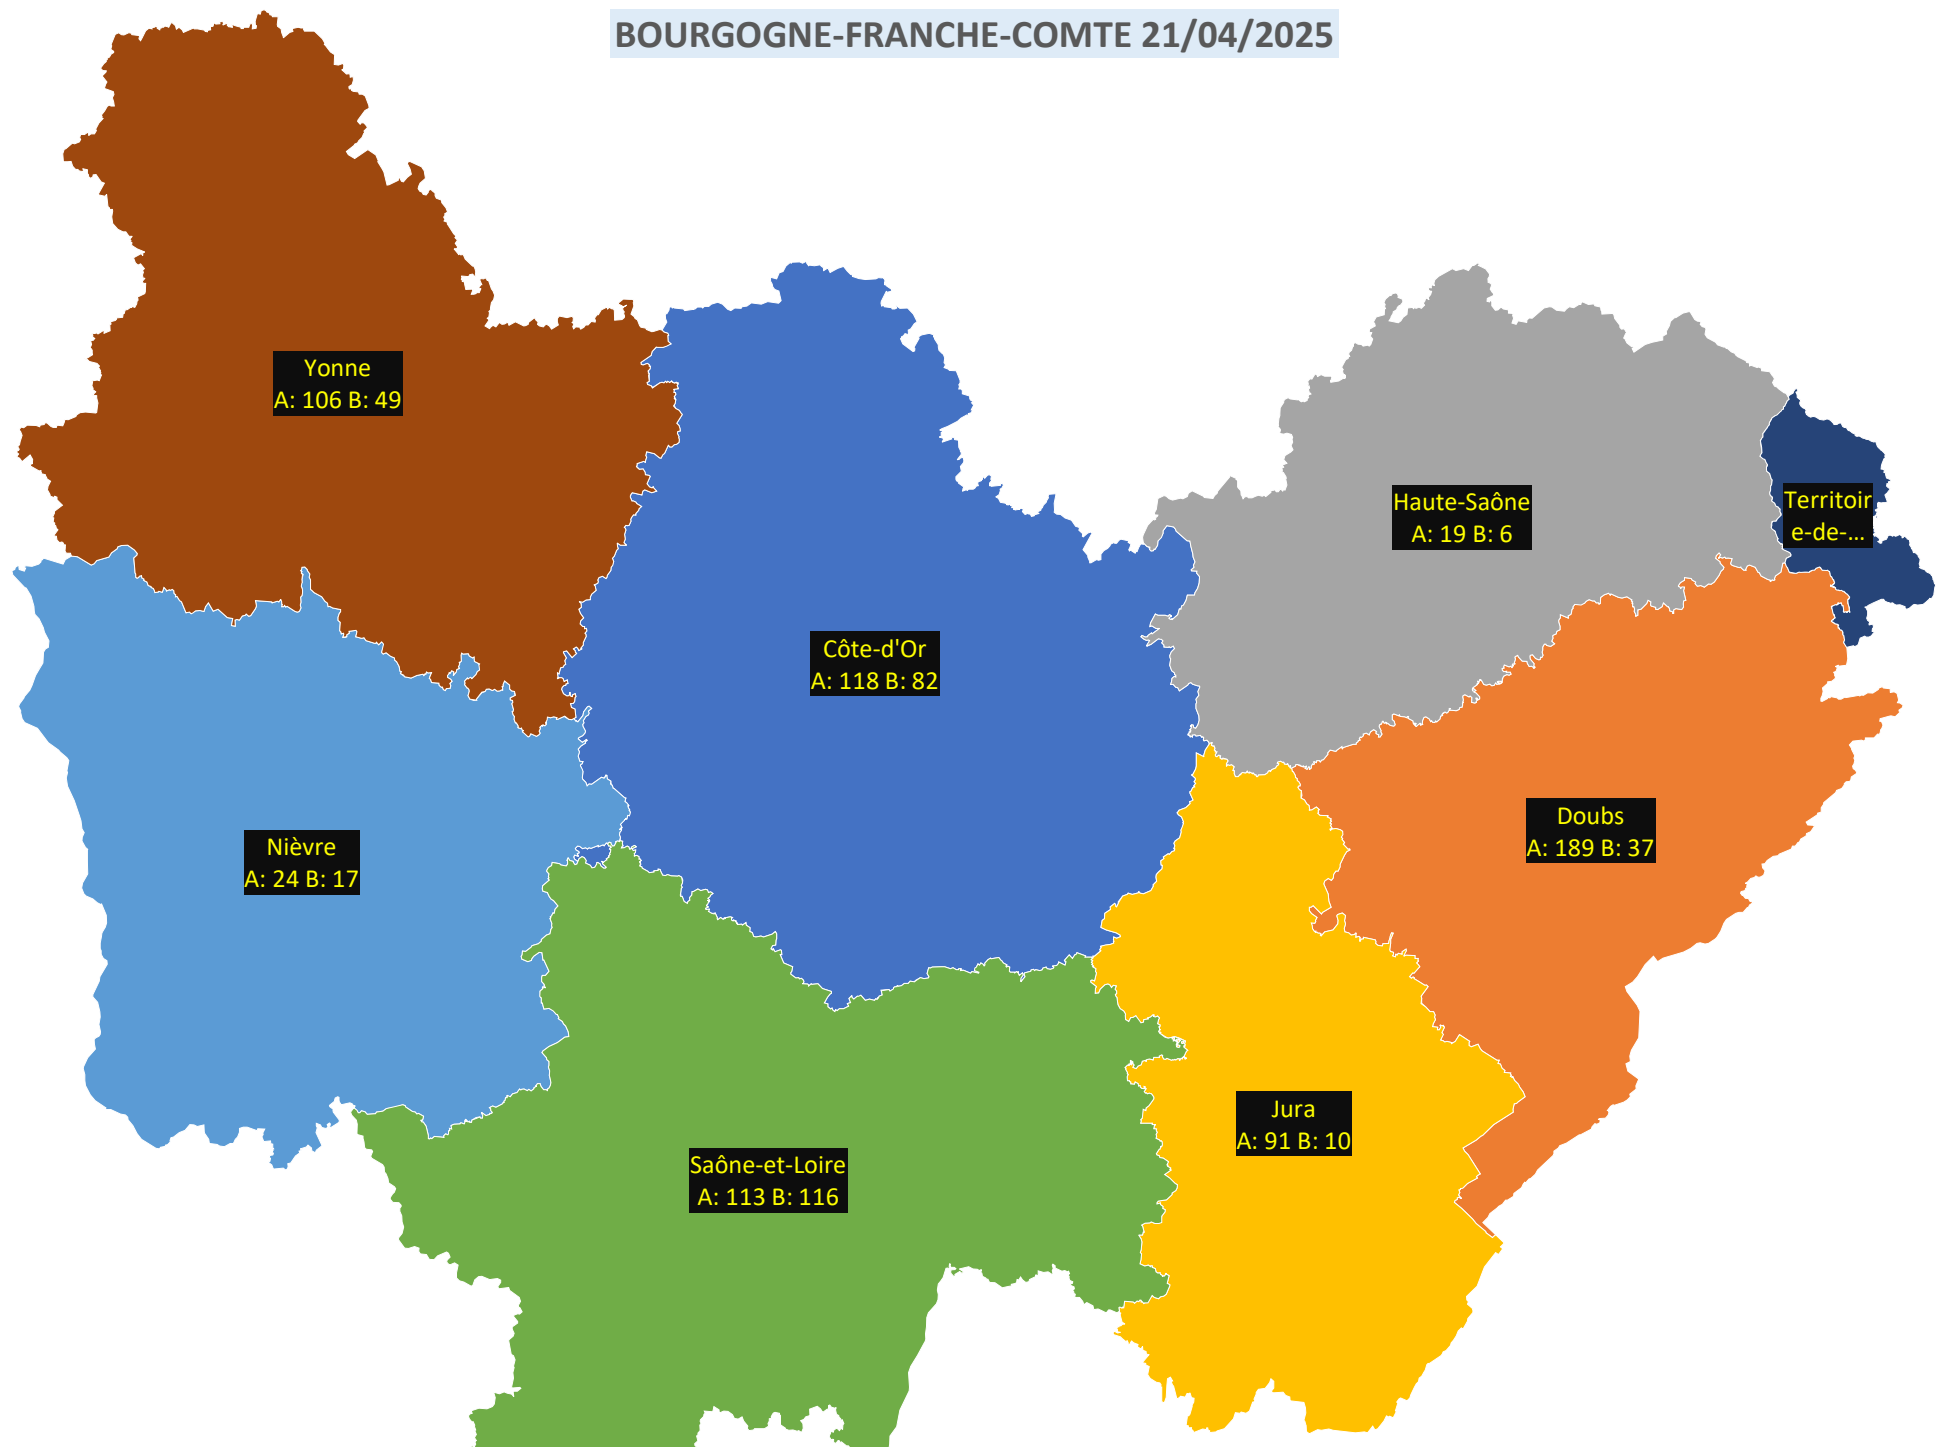 BOURGOGNE-FRANCHE-COMTE 21/04/2025
Yonne
A: 106 B: 49
Haute-Saône
A: 19 B: 6
Territoir
e-de-...
Côte-d'Or
A: 118 B: 82
Nièvre
A: 24 B: 17
Doubs
A: 189 B: 37
Jura
A: 91 B: 10
Saône-et-Loire
A: 113 B: 116